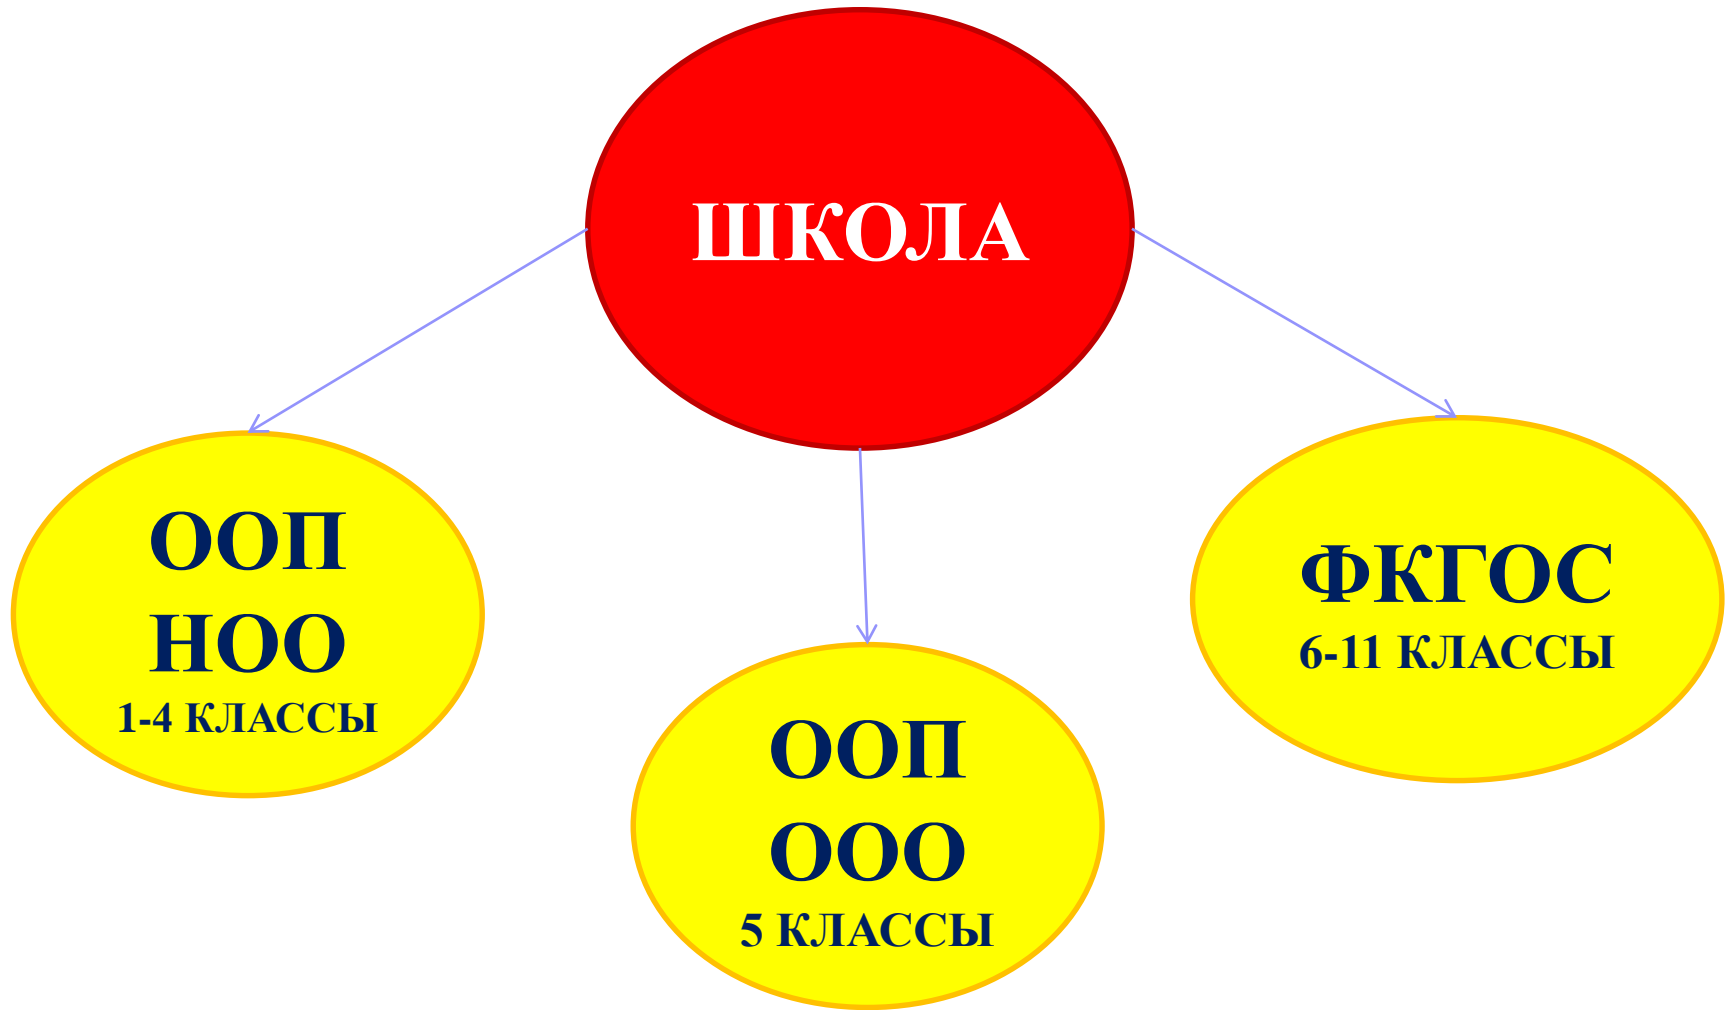 ШКОЛА
ООП
НОО
1-4 КЛАССЫ
ООП
ООО
5 КЛАССЫ
ФКГОС
6-11 КЛАССЫ